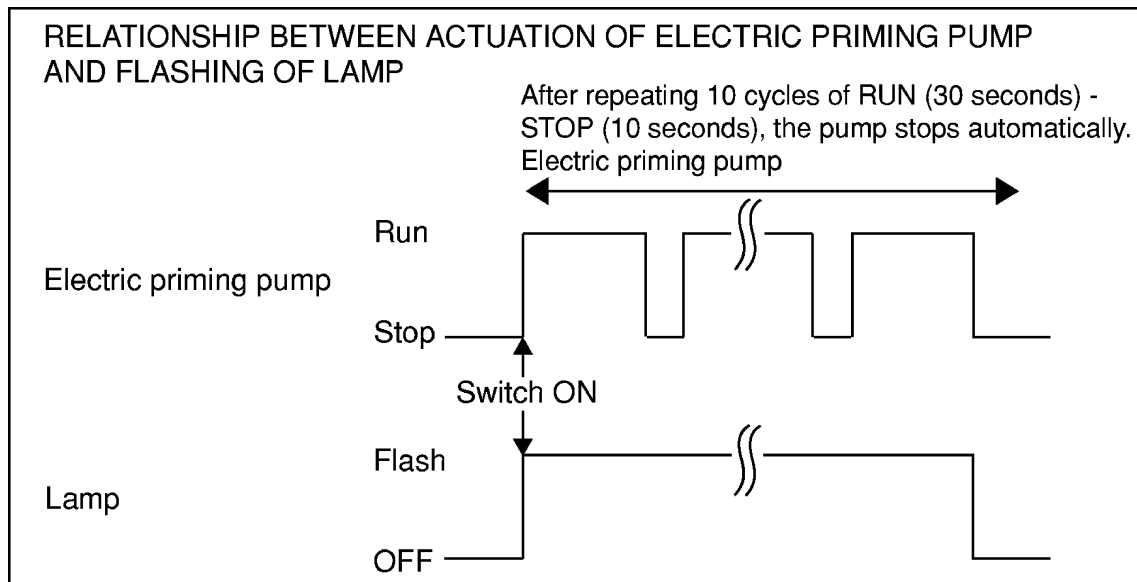 RELATIONSHIP BETWEEN ACTUATION OF ELECTRIC PRIMING PUMP
AND FLASHING OF LAMP
After repeating 10 cycles of RUN (30 seconds) -
STOP (10 seconds), the pump stops automatically.
Electric priming pump
Run
Electric priming pump
Stop
Switch ON
Flash
Lamp
OFF